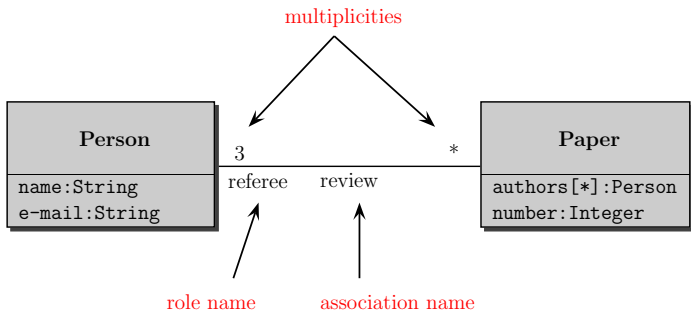 multiplicities
Person
Paper
3
*
referee
review
name:String
e-mail:String
authors[*]:Person
number:Integer
role name
association name